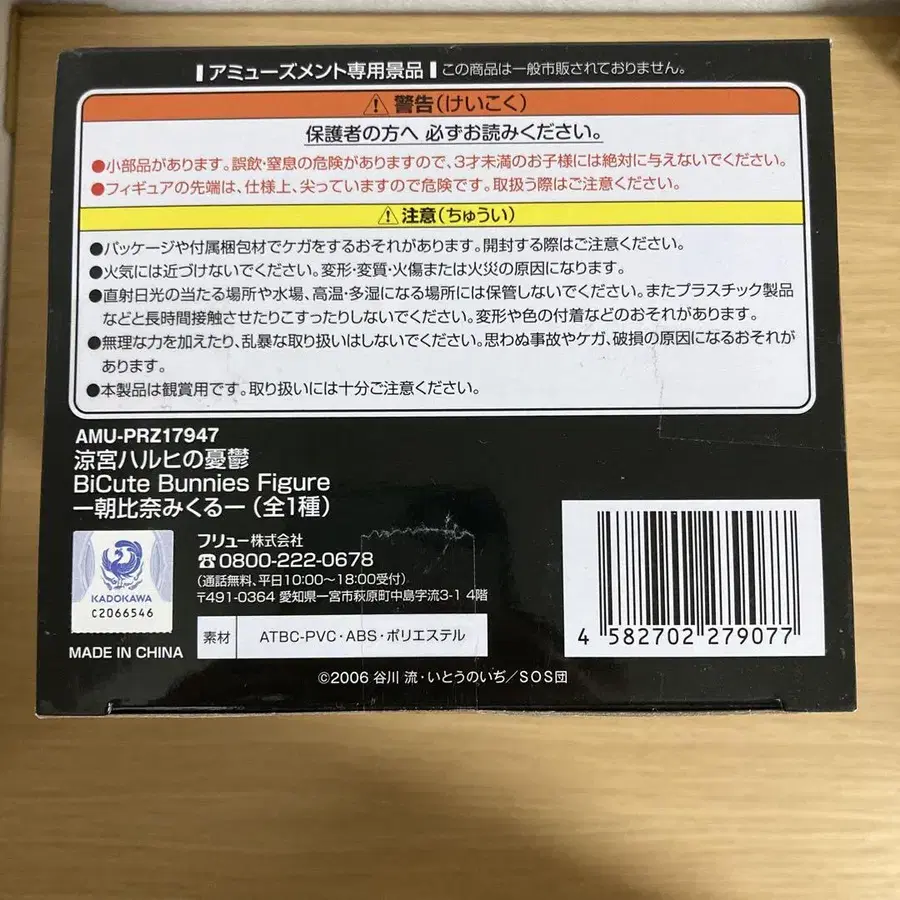 アミューズメント専用景品 この商品は一般市販されておりません。
警告(けいこく)
保護者の方へ 必ずお読みください。
●小部品があります。誤飲・窒息の危険がありますので、3才未満のお子様には絶対に与えないでください。
●フィギュアの先端は、仕様上、尖っていますので危険です。取扱う際はご注意ください。
注意(ちゅうい)
●パッケージや付属梱包材でケガをするおそれがあります。開封する際はご注意ください。
●火気には近づけないでください。変形・変質・火傷または火災の原因になります。
●直射日光の当たる場所や水場、高温・多湿になる場所には保管しないでください。またプラスチック製品
などと長時間接触させたりこすったりしないでください。変形や色の付着などのおそれがあります。
●無理な力を加えたり、乱暴な取り扱いはしないでください。思わぬ事故やケガ、破損の原因になるおそれが
あります。
●本製品は観賞用です。取り扱いには十分ご注意ください。
AMU-PRZ17947
涼宮ハルヒの憂鬱
BiCute Bunnies Figure
ー朝比奈みくるー(全1種)
フリュー株式会社
☎0800-222-0678
(通話無料、平日10:00〜18:00受付)
〒491-0364 愛知県一宮市萩原町中島字流3-1 4階
KADOKAWA
C2066546
MADE IN CHINA
素材 ATBC-PVC・ABS・ポリエステル
4 582702 279077
©2006 谷川 流・いとうのいぢ/SOS団